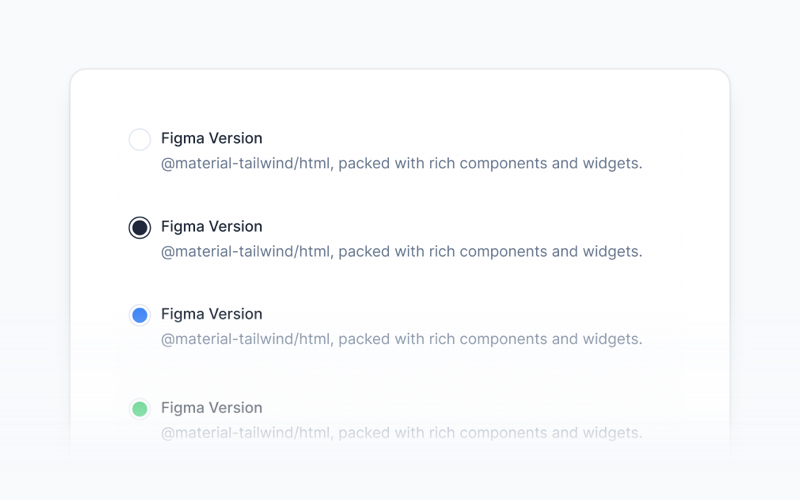 Figma Version
@material-tailwind/html, packed with rich components and widgets.
Figma Version
@material-tailwind/html, packed with rich components and widgets.
Figma Version
@material-tailwind/html, packed with rich components and widgets.
Figma Version
@material-tailwind/html, packed with rich components and widgets.